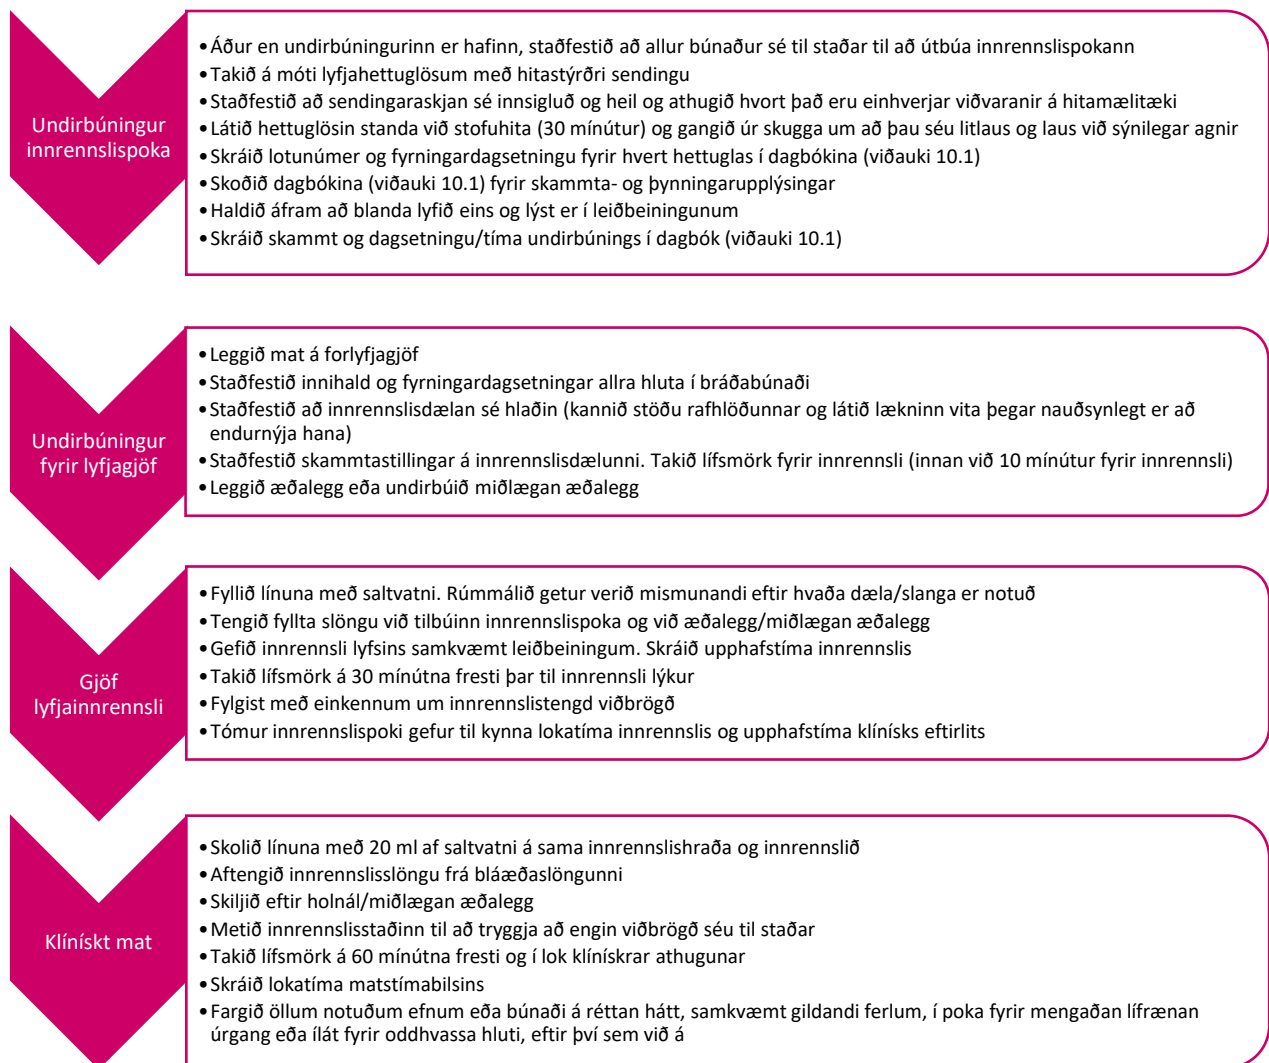 Undirbúningur
innrennslispoka
•Áður en undirbúningurinn er hafinn, staðfestið að allur búnaður sé til staðar til að útbúa innrennslispokann
•Takið á móti lyfjahettuglösum með hitastýrðri sendingu
•Staðfestið að sendingaraskjan sé innsigluð og heil og athugið hvort það eru einhverjar viðvaranir á hitamælitæki
•Látið hettuglösin standa við stofuhita (30 mínútur) og gangið úr skugga um að þau séu litlaus og laus við sýnilegar agnir
•Skráið lotunúmer og fyrningardagsetningu fyrir hvert hettuglas í dagbókina (viðauki 10.1)
•Skoðið dagbókina (viðauki 10.1) fyrir skammta- og þynningarupplýsingar
•Haldið áfram að blanda lyfið eins og lýst er í leiðbeiningunum
•Skráið skammt og dagsetningu/tíma undirbúnings í dagbók (viðauki 10.1)
Undirbúningur
fyrir lyfjagjöf
•Leggið mat á forlyfjagjöf
•Staðfestið innihald og fyrningardagsetningar allra hluta í bráðabúnaði
•Staðfestið að innrennslisdælan sé hlaðin (kannið stöðu rafhlöðunnar og látið lækninn vita þegar nauðsynlegt er að
endurnýja hana)
•Staðfestið skammtastillingar á innrennslisdælunni. Takið lífsmörk fyrir innrennsli (innan við 10 mínútur fyrir innrennsli)
•Leggið æðalegg eða undirbúið miðlægan æðalegg
Gjöf
lyfjainnrennsli
•Fyllið línuna með saltvatni. Rúmmálið getur verið mismunandi eftir hvaða dæla/slanga er notuð
•Tengið fyllta slöngu við tilbúinn innrennslispoka og við æðalegg/miðlægan æðalegg
•Gefið innrennsli lyfsins samkvæmt leiðbeiningum. Skráið upphafstíma innrennslis
•Takið lífsmörk á 30 mínútna fresti þar til innrennsli lýkur
•Fylgist með einkennum um innrennslistengd viðbrögð
•Tómur innrennslispoki gefur til kynna lokatíma innrennslis og upphafstíma klínísks eftirlits
Klínískt mat
•Skolið línuna með 20 ml af saltvatni á sama innrennslishraða og innrennslið
•Aftengið innrennslisslöngu frá bláæðaslöngunni
•Skiljið eftir holnál/miðlægan æðalegg
•Metið innrennslisstaðinn til að tryggja að engin viðbrögð séu til staðar
•Takið lífsmörk á 60 mínútna fresti og í lok klínískrar athugunar
•Skráið lokatíma matstímabilsins
•Fargið öllum notuðum efnum eða búnaði á réttan hátt, samkvæmt gildandi ferlum, í poka fyrir mengaðan lífrænan
úrgang eða ílát fyrir oddhvassa hluti, eftir því sem við á